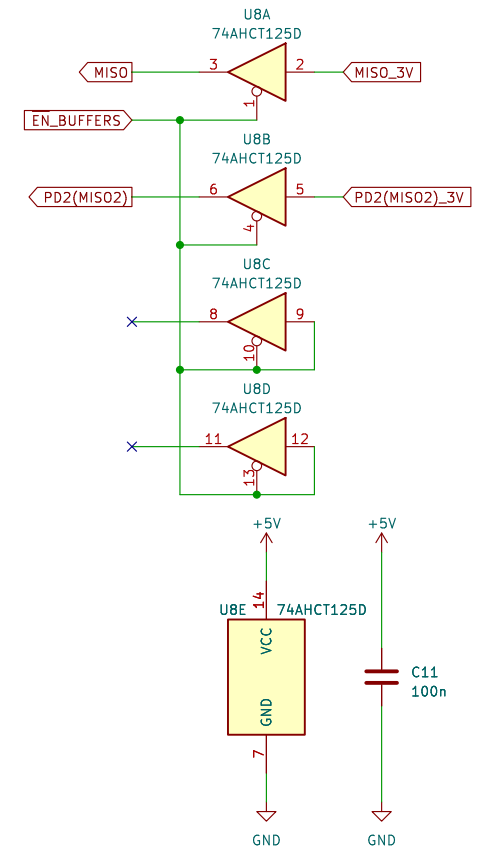 U8A
74AHCT125D
MISO 3 2 MISO_3V
1
EN_BUFFERS
U8B
74AHCT125D
PD2(MISO2) 6 5 PD2(MISO2)_3V
4
U8C
74AHCT125D
8 9
10
U8D
74AHCT125D
11 12
13
+5V +5V
14
U8E 74AHCT125D
VCC
C11
100n
GND
7
GND GND